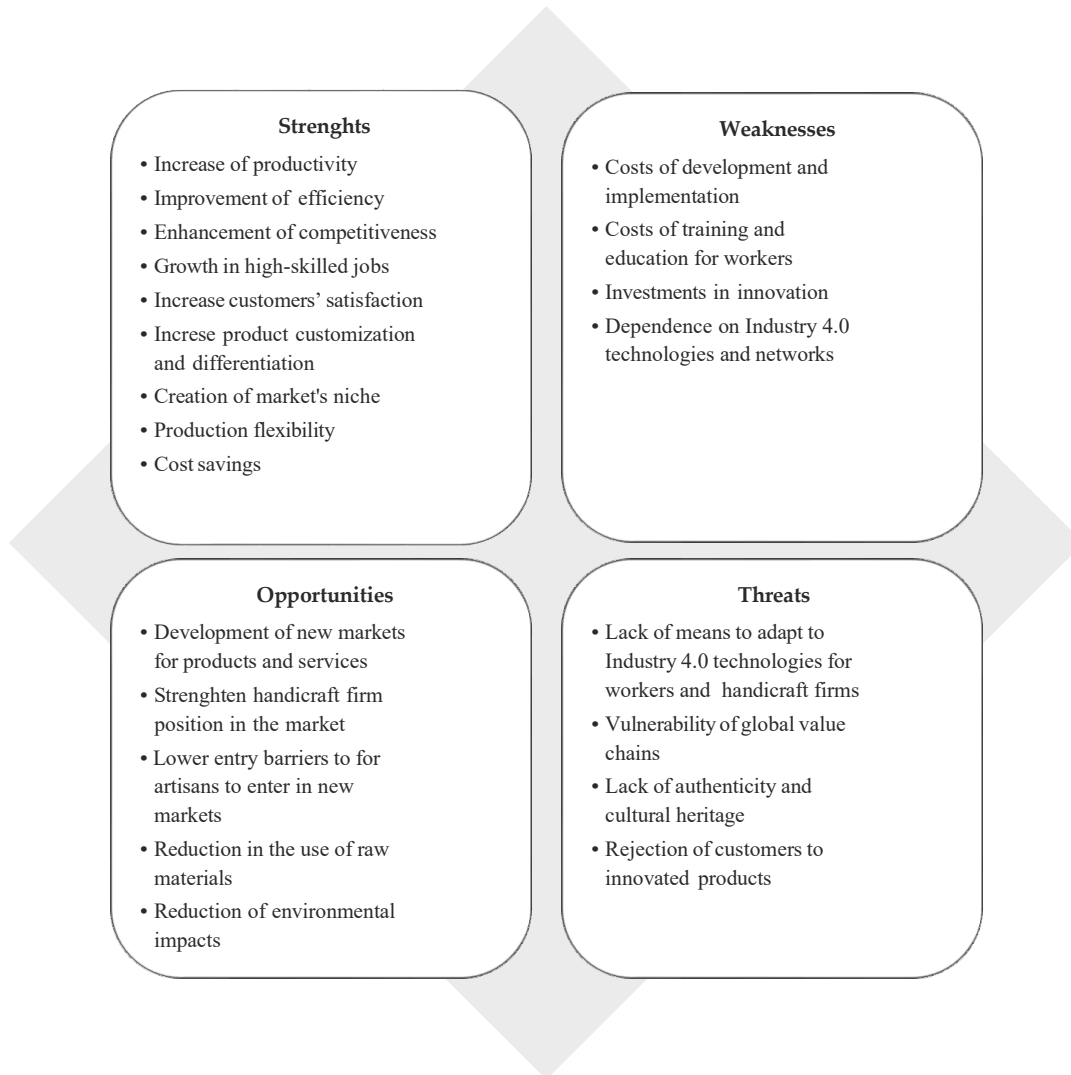 Strenghts
• Increase of productivity
• Improvement of efficiency
• Enhancement of competitiveness
• Growth in high-skilled jobs
• Increase customers’ satisfaction
• Increse product customization
and differentiation
• Creation of market's niche
• Production flexibility
• Cost savings
Weaknesses
• Costs of development and
implementation
• Costs of training and
education for workers
• Investments in innovation
• Dependence on Industry 4.0
technologies and networks
Opportunities
• Development of new markets
for products and services
• Strenghten handicraft firm
position in the market
• Lower entry barriers to for
artisans to enter in new
markets
• Reduction in the use of raw
materials
• Reduction of environmental
impacts
Threats
• Lack of means to adapt to
Industry 4.0 technologies for
workers and handicraft firms
• Vulnerability of global value
chains
• Lack of authenticity and
cultural heritage
• Rejection of customers to
innovated products